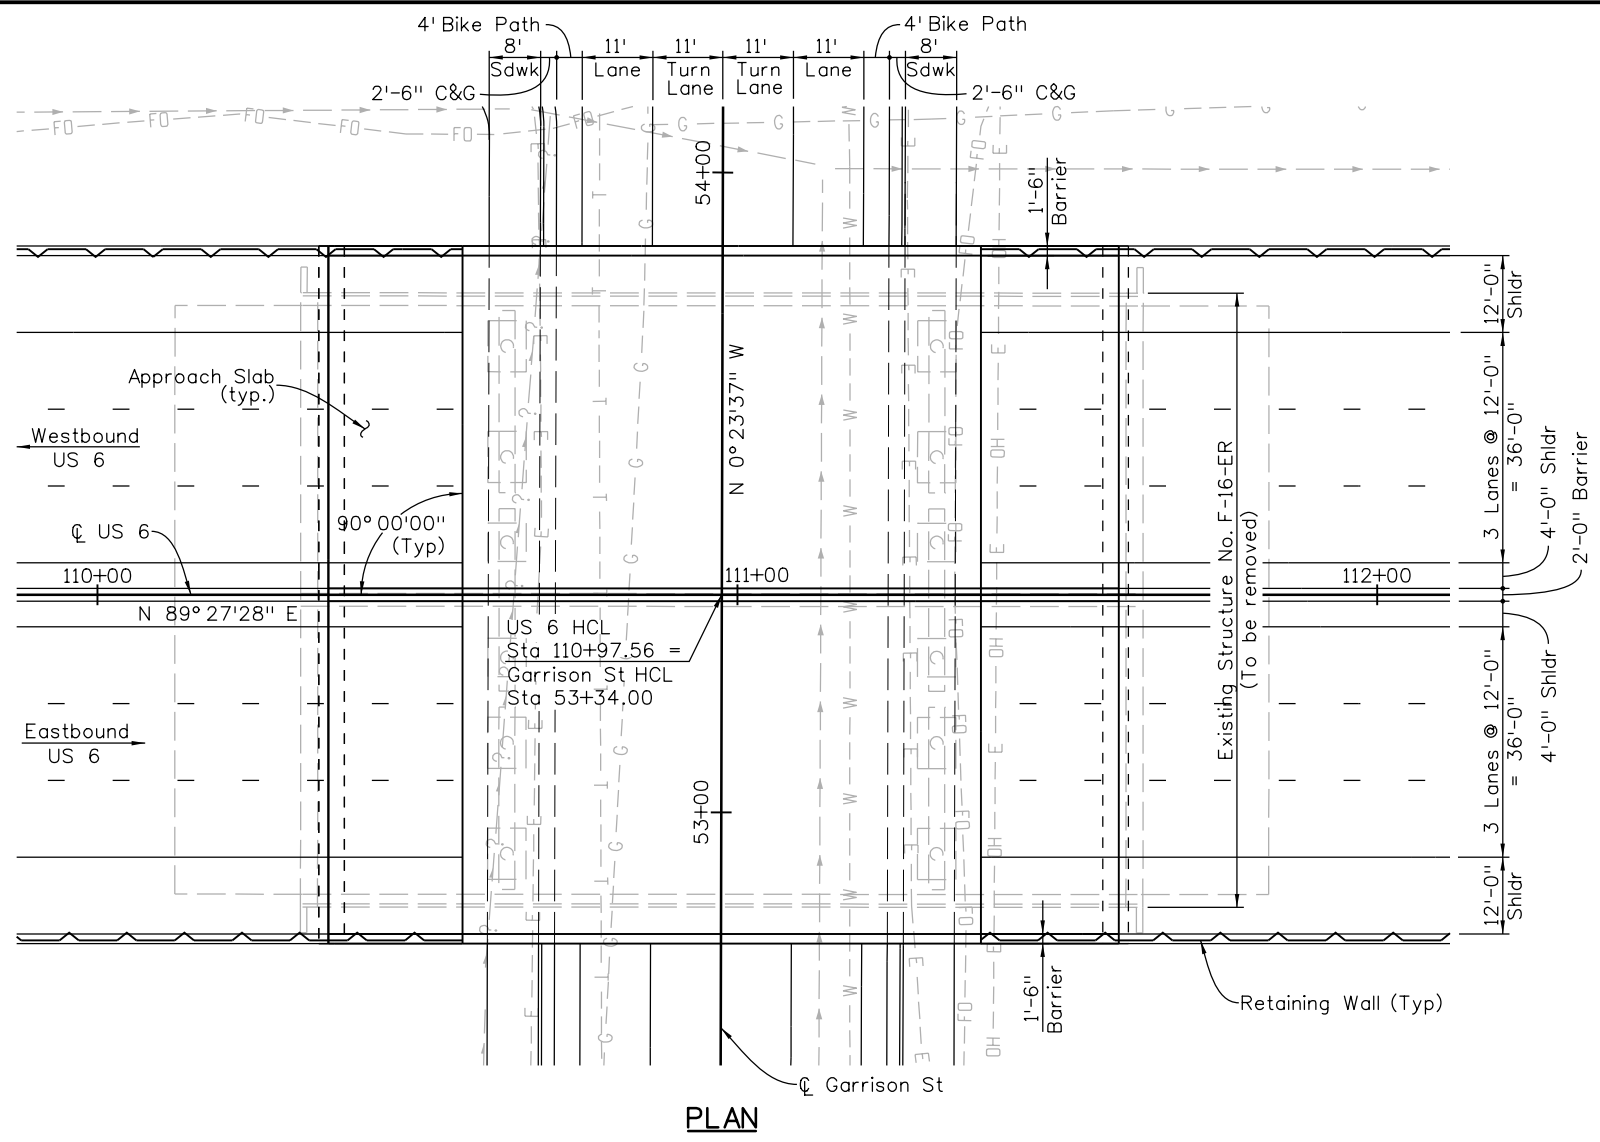 4' Bike Path
4' Bike Path
8'
Sdwk
11'
Lane
11'
Turn
Lane
11'
Turn
Lane
11'
Lane
8'
Sdwk
2'-6" C&G
2'-6" C&G
FO
FO
FO
FO
FO
FO
G
G
G
G
G
G
G
54+00
1'-6"
Barrier
12'-0"
Shldr
Approach Slab
(typ.)
Westbound
US 6
N 0° 23'37" W
3 Lanes @ 12'-0"
= 36'-0"
4'-0" Shldr
2'-0" Barrier
90° 00'00"
(Typ)
℄ US 6
110+00
111+00
112+00
N 89° 27'28" E
US 6 HCL
Sta 110+97.56 =
Garrison St HCL
Sta 53+34.00
Existing Structure No. F-16-ER
(To be removed)
Eastbound
US 6
3 Lanes @ 12'-0"
= 36'-0"
4'-0" Shldr
53+00
12'-0"
Shldr
1'-6"
Barrier
Retaining Wall (Typ)
℄ Garrison St
PLAN